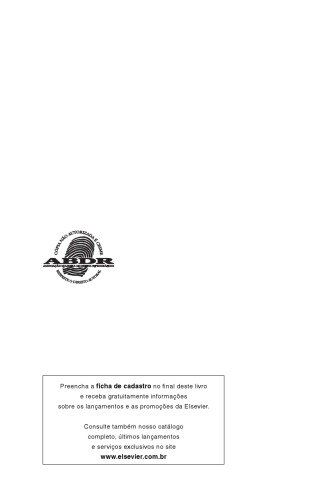 CÓPIA NÃO AUTORIZADA É CRIME
ABDR
RESPEITE O DIREITO AUTORAL
Preencha a ficha de cadastro no final deste livro
e receba gratuitamente informações
sobre os lançamentos e as promoções da Elsevier.
Consulte também nosso catálogo
completo, últimos lançamentos
e serviços exclusivos no site
www.elsevier.com.br